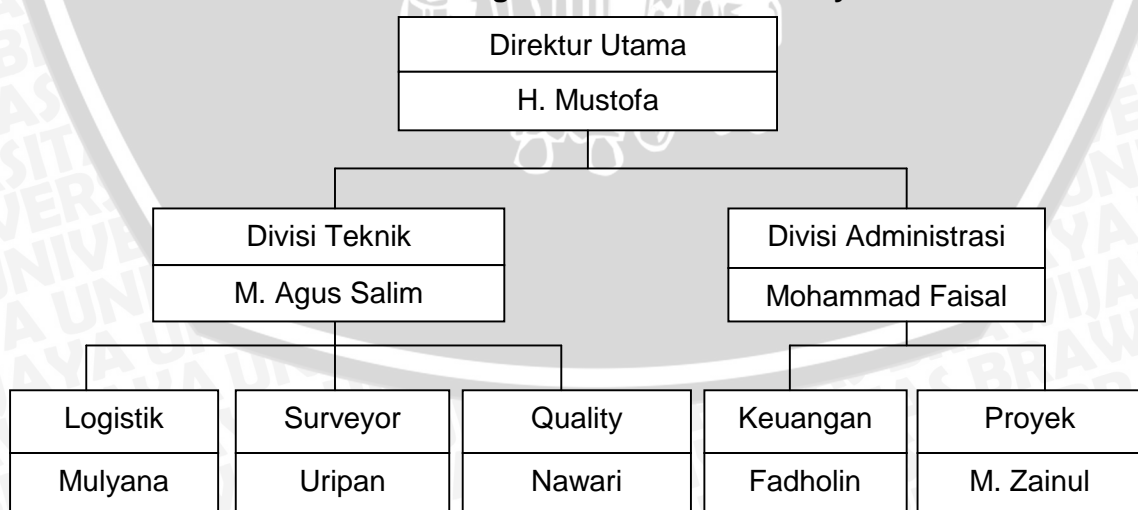 Direktur Utama
H. Mustofa
Divisi Teknik
Divisi Administrasi
M. Agus Salim
Mohammad Faisal
Logistik
Surveyor
Quality
Keuangan
Proyek
Mulyana
Uripan
Nawari
Fadholin
M. Zainul